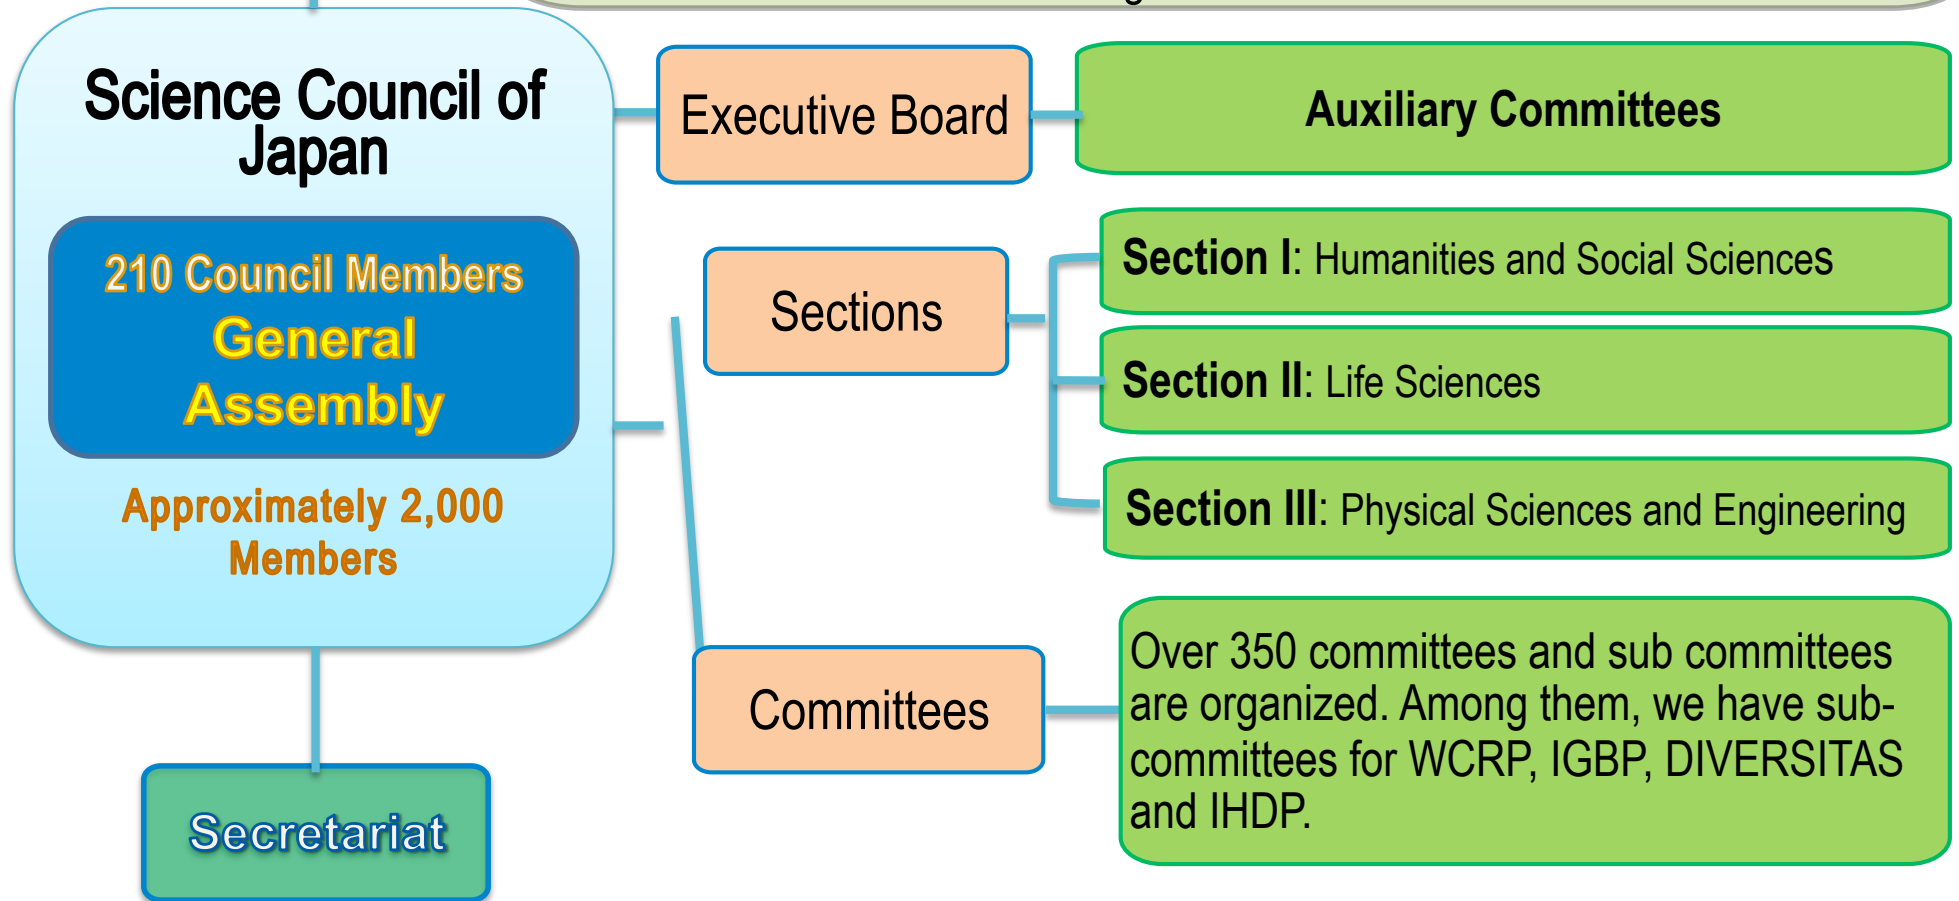 Science Council of
Japan
210 Council Members
General
Assembly
Approximately 2,000
Members
Secretariat
Executive Board
Auxiliary Committees
Sections
Section I: Humanities and Social Sciences
Section II: Life Sciences
Section III: Physical Sciences and Engineering
Committees
Over 350 committees and sub committees
are organized. Among them, we have sub-
committees for WCRP, IGBP, DIVERSITAS
and IHDP.